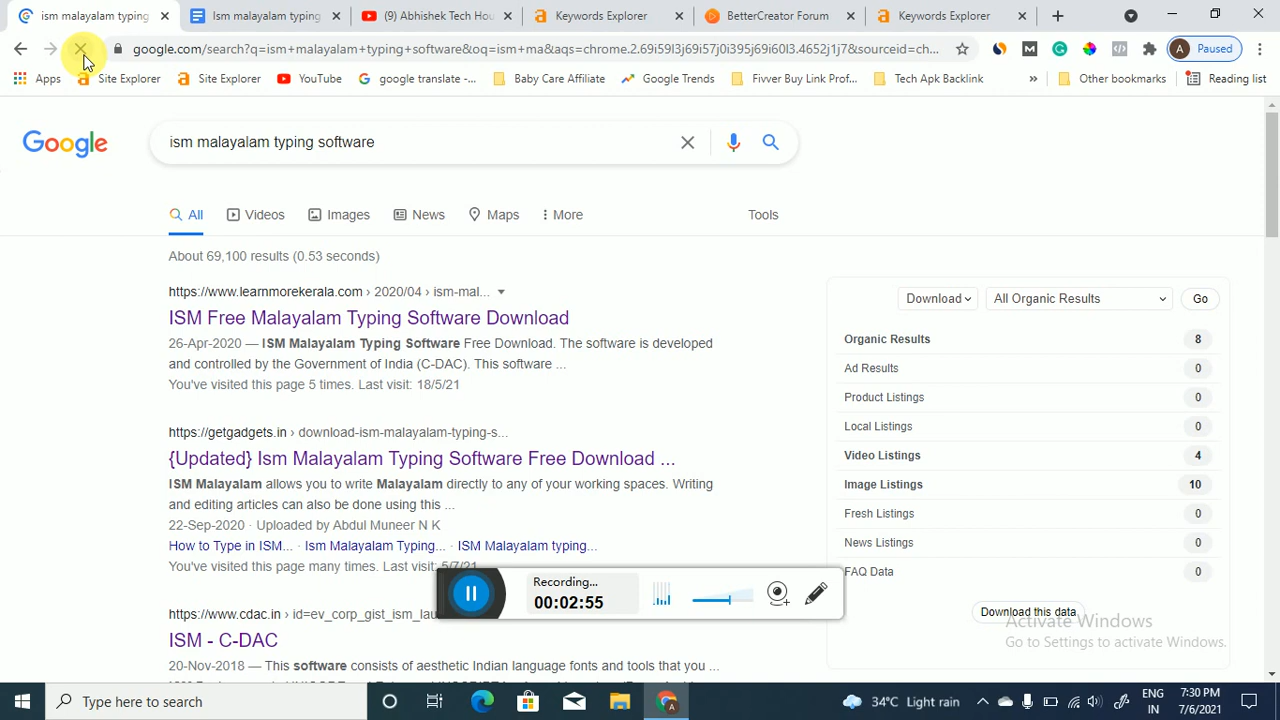 ism malayalam typing
Ism malayalam typing
(9) Abhishek Tech Hou
Keywords Explorer
BetterCreator Forum
Keywords Explorer
google.com/search?q=ism+malayalam+typing+software&oq=ism+ma&aqs=chrome.2.69i59l3j69i57j0i395j69i60l3.4652j1j7&sourceid=ch...
A Paused
Apps
Site Explorer
Site Explorer
YouTube
google translate -...
Baby Care Affiliate
Google Trends
Fivver Buy Link Prof...
Tech Apk Backlink
»
Other bookmarks
Reading list
Google
ism malayalam typing software
All
Videos
Images
News
Maps
More
Tools
About 69,100 results (0.53 seconds)
https://www.learnmorekerala.com › 2020/04 › ism-mal...
ISM Free Malayalam Typing Software Download
26-Apr-2020 — ISM Malayalam Typing Software Free Download. The software is developed
and controlled by the Government of India (C-DAC). This software ...
You've visited this page 5 times. Last visit: 18/5/21
https://getgadgets.in › download-ism-malayalam-typing-s...
{Updated} Ism Malayalam Typing Software Free Download ...
ISM Malayalam allows you to write Malayalam directly to any of your working spaces. Writing
and editing articles can also be done using this ...
22-Sep-2020 · Uploaded by Abdul Muneer N K
How to Type in ISM... · Ism Malayalam Typing... · ISM Malayalam typing...
You've visited this page many times. Last visit: 5/7/21
https://www.cdac.in › id=ev_corp_gist_ism_lau
ISM - C-DAC
20-Nov-2018 — This software consists of aesthetic Indian language fonts and tools that you ...
Download
All Organic Results
Go
Organic Results 8
Ad Results 0
Product Listings 0
Local Listings 0
Video Listings 4
Image Listings 10
Fresh Listings 0
News Listings 0
FAQ Data 0
Download this data
Activate Windows
Go to Settings to activate Windows.
Recording...
00:02:55
Type here to search
34°C Light rain
ENG
IN
7:30 PM
7/6/2021